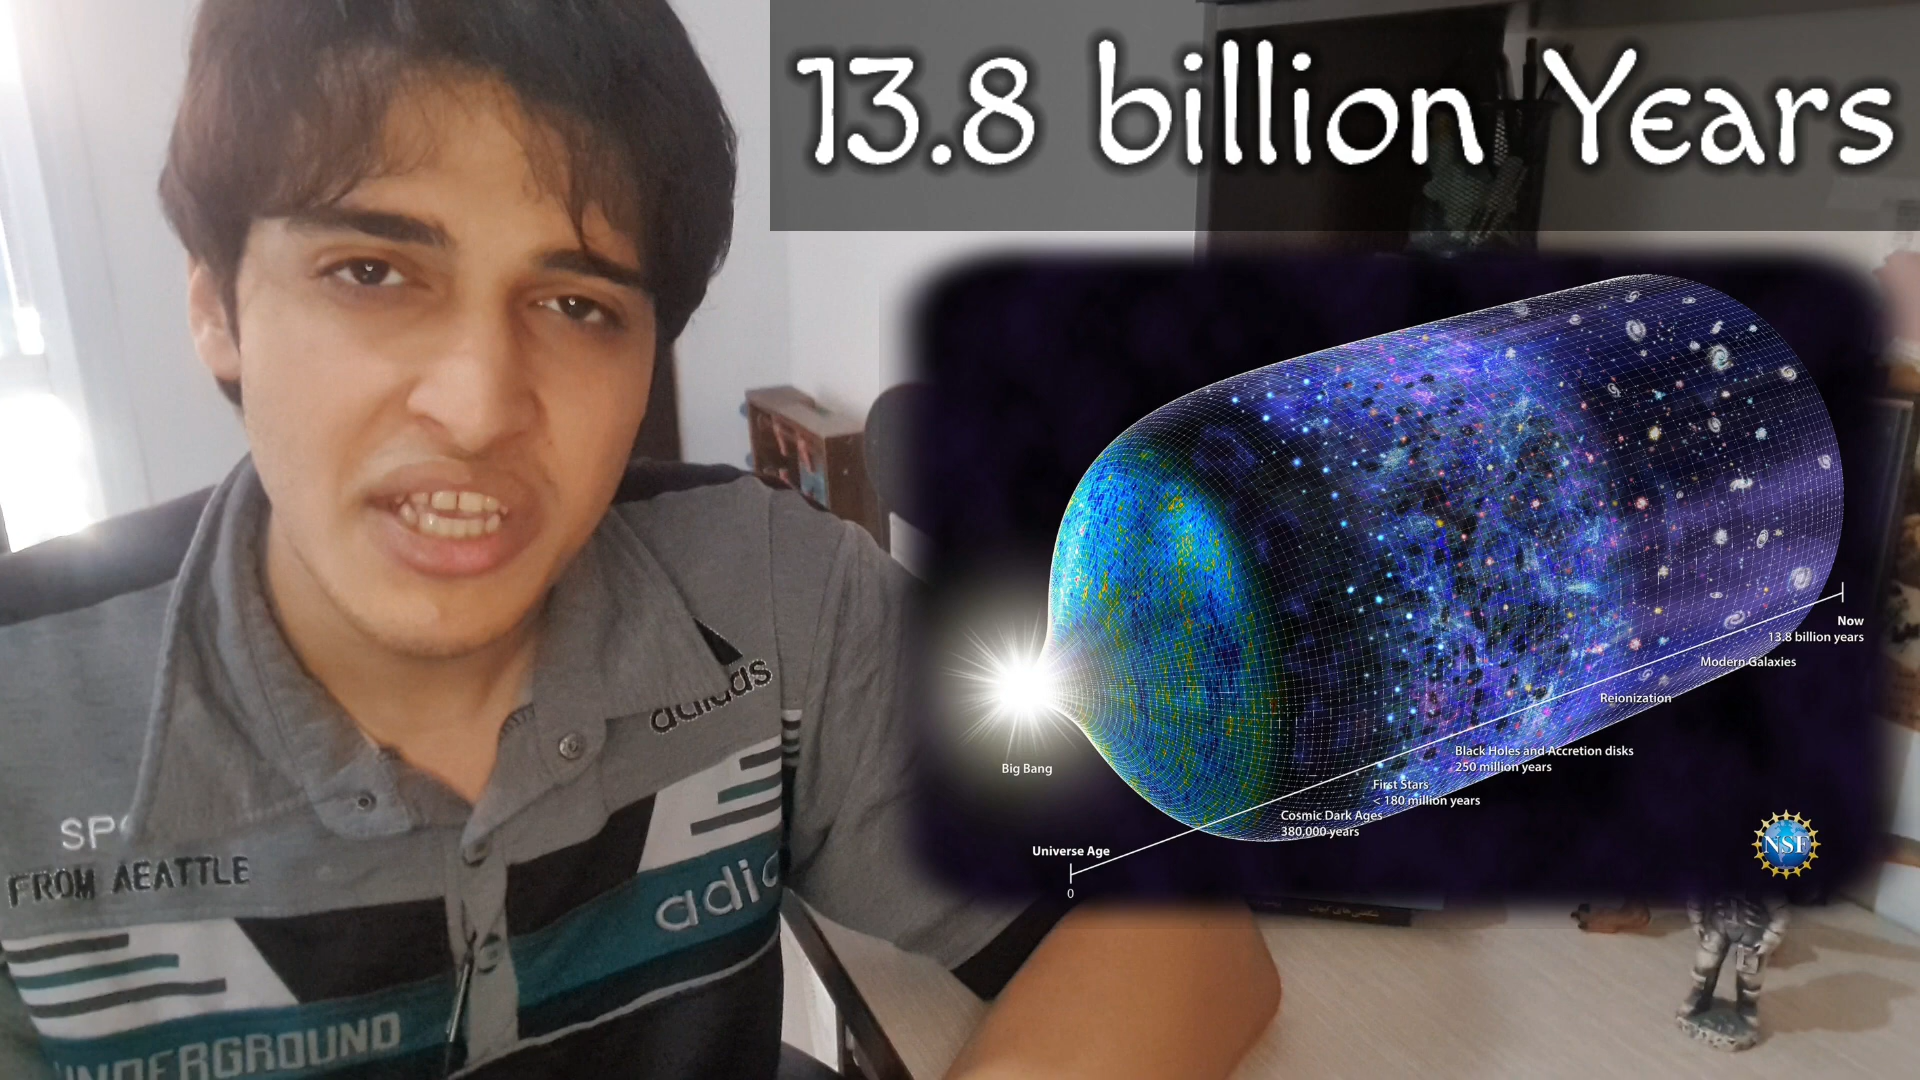 13.8 billion Years
Now
13.8 billion years
Modern Galaxies
Reionization
Black Holes and Accretion disks
250 million years
First Stars
< 180 million years
Cosmic Dark Ages
380,000 years
Big Bang
Universe Age
0
NSF
adidas
SP
FROM AEATTLE
adid
UNDERGROUND